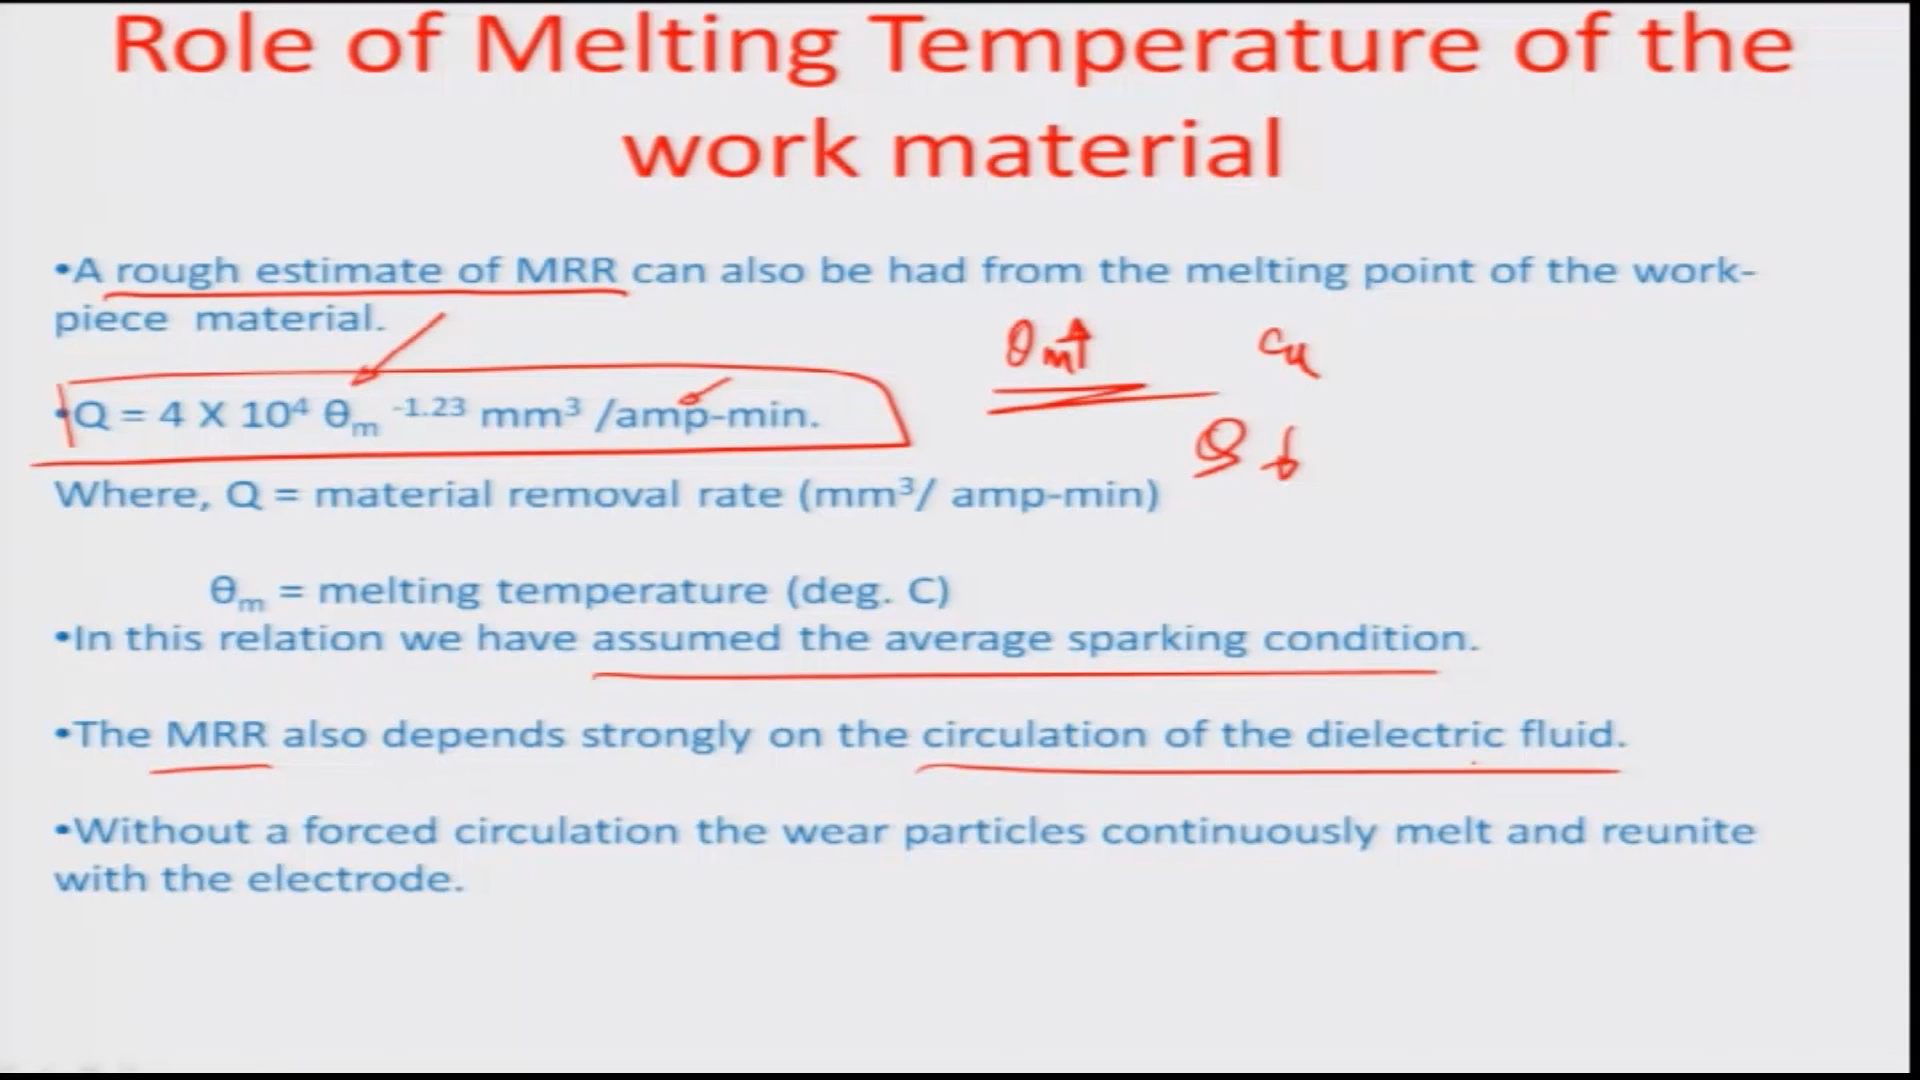 Role of Melting Temperature of the
work material
•A rough estimate of MRR can also be had from the melting point of the work-
piece material.
θm↑ Cu
•Q = 4 X 10⁴ θm ⁻¹·²³ mm³ /amp-min.
Q ↓
Where, Q = material removal rate (mm³/ amp-min)
θm = melting temperature (deg. C)
•In this relation we have assumed the average sparking condition.
•The MRR also depends strongly on the circulation of the dielectric fluid.
•Without a forced circulation the wear particles continuously melt and reunite
with the electrode.